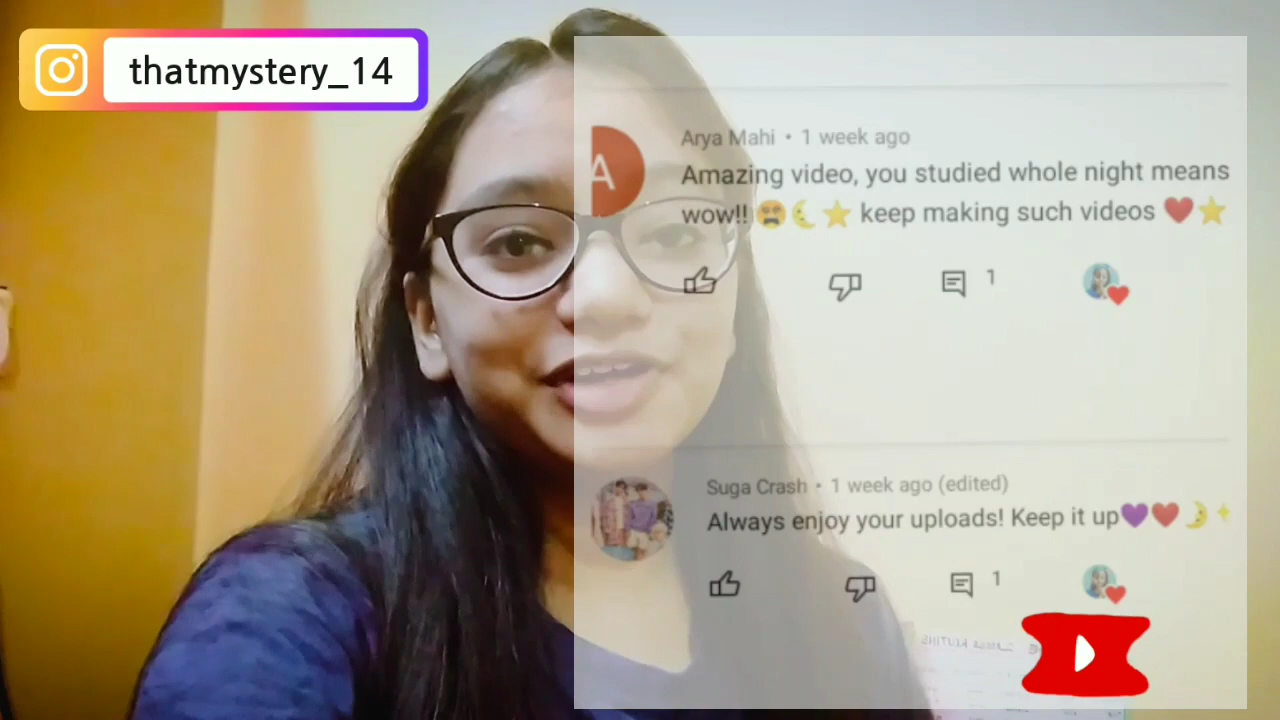 thatmystery_14
A
Arya Mahi • 1 week ago
Amazing video, you studied whole night means
wow!! 😫🌜⭐ keep making such videos ❤️⭐
1
Suga Crash • 1 week ago (edited)
Always enjoy your uploads! Keep it up💜❤️🌛✨
1